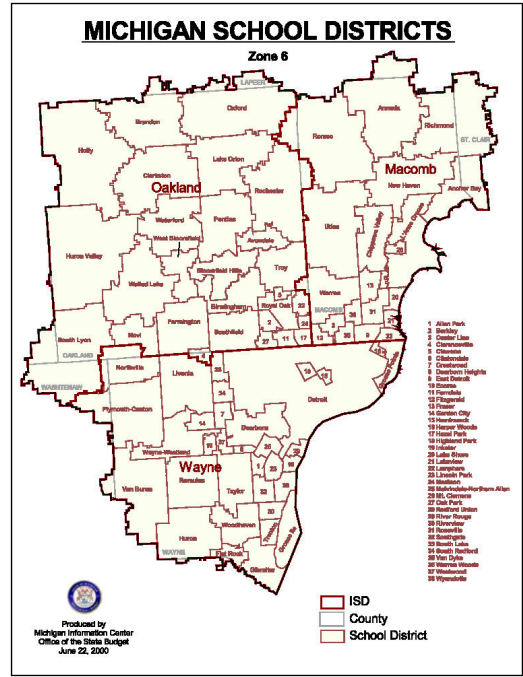 MICHIGAN SCHOOL DISTRICTS
Zone 6
LAPEER
Oxford
Brandon
Holly
Lake Orion
Clarkston
Oakland
Rochester
Waterford
Pontiac
West Bloomfield
Avondale
Huron Valley
Bloomfield Hills
Troy
Walled Lake
Birmingham
Royal Oak
Farmington
Southfield
South Lyon
Novi
OAKLAND
WASHTENAW
Armada
Romeo
Richmond
ST. CLAIR
Macomb
New Haven
Anchor Bay
Utica
Chippewa Valley
L'Anse Creuse
Warren
MACOMB
Northville
Livonia
Detroit
Grosse Pointe
Plymouth-Canton
Dearborn
Wayne-Westland
Wayne
Romulus
Van Buren
Taylor
Woodhaven
Trenton
Grosse Ile
Huron
WAYNE
Flat Rock
Gibraltar
1 Allen Park
2 Berkley
3 Center Line
4 Clarenceville
5 Clawson
6 Clintondale
7 Crestwood
8 Dearborn Heights
9 East Detroit
10 Ecorse
11 Ferndale
12 Fitzgerald
13 Fraser
14 Garden City
15 Hamtramck
16 Harper Woods
17 Hazel Park
18 Highland Park
19 Inkster
20 Lake Shore
21 Lakeview
22 Lamphere
23 Lincoln Park
24 Madison
25 Melvindale-Northern Allen
26 Mt. Clemens
27 Oak Park
28 Redford Union
29 River Rouge
30 Riverview
31 Roseville
32 Southgate
33 South Lake
34 South Redford
35 Van Dyke
36 Warren Woods
37 Westwood
38 Wyandotte
ISD
County
School District
Produced by
Michigan Information Center
Office of the State Budget
June 22, 2000